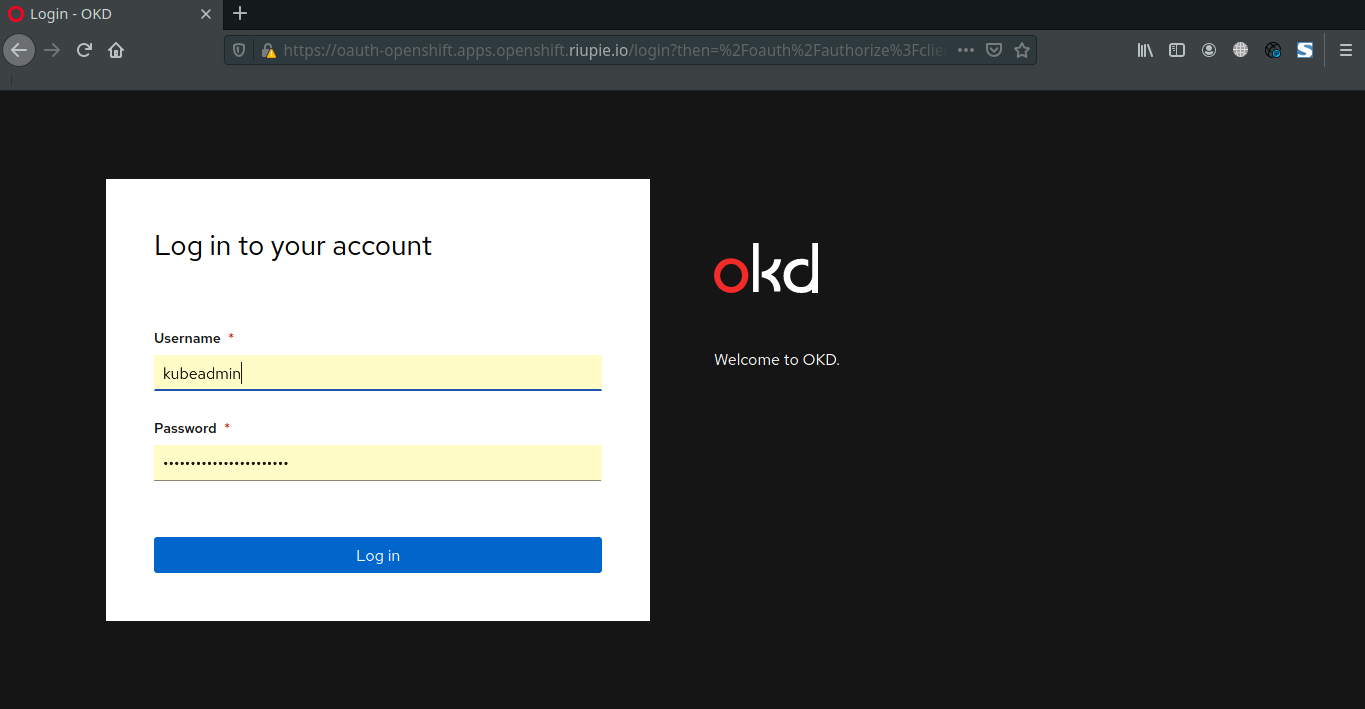 Login - OKD
https://oauth-openshift.apps.openshift.riupie.io/login?then=%2Foauth%2Fauthorize%3Fclie
Log in to your account
okd
Username *
kubeadmin
Welcome to OKD.
Password *
•••••••••••••••••••••••
Log in